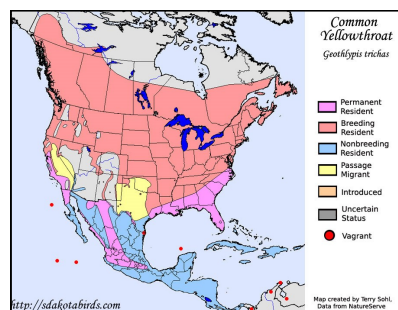 Common
Yellowthroat
Geothlypis trichas
Permanent
Resident
Breeding
Resident
Nonbreeding
Resident
Passage
Migrant
Introduced
Uncertain
Status
Vagrant
http://sdakotabirds.com
Map created by Terry Sohl,
Data from NatureServe